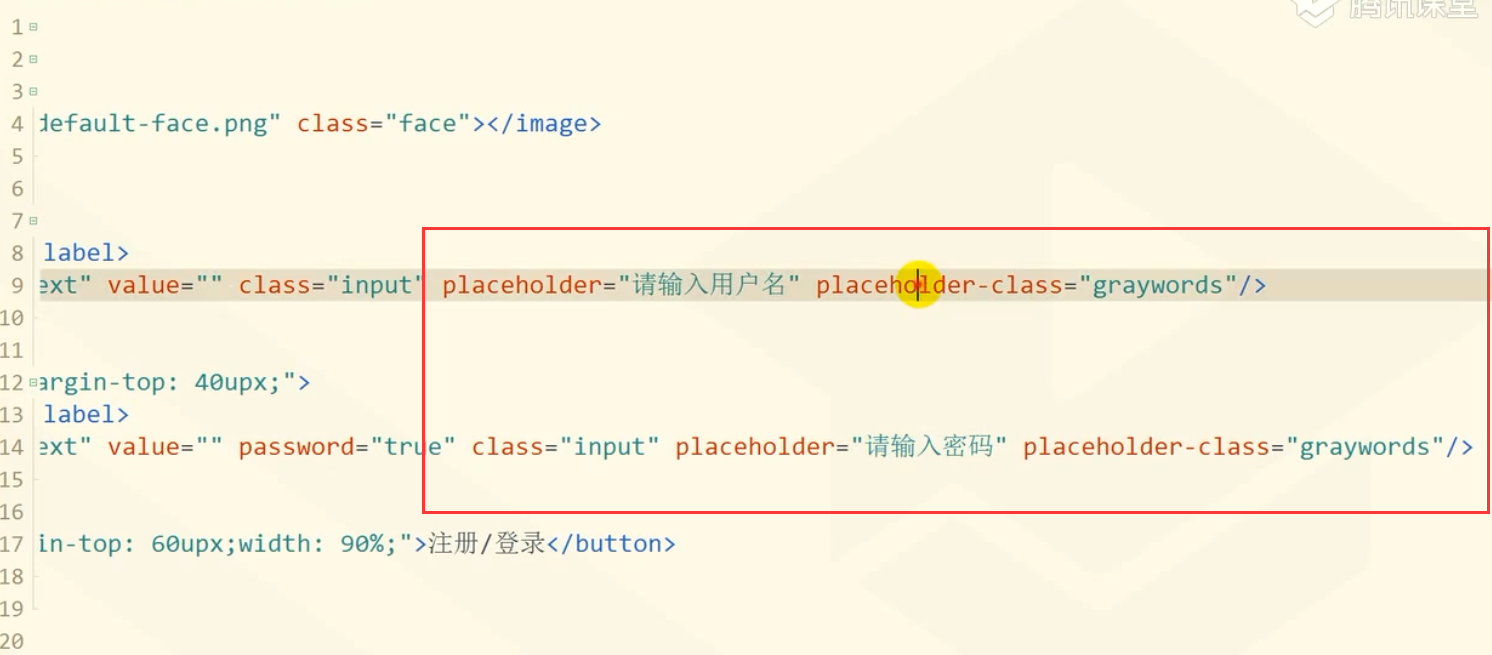 腾讯课堂
1
2
3
4 default-face.png" class="face"></image>
5
6
7
8 label>
9 ext" value="" class="input" placeholder="请输入用户名" placeholder-class="graywords"/>
10
11
12 argin-top: 40upx;">
13 label>
14 ext" value="" password="true" class="input" placeholder="请输入密码" placeholder-class="graywords"/>
15
16
17 in-top: 60upx;width: 90%;">注册/登录</button>
18
19
20